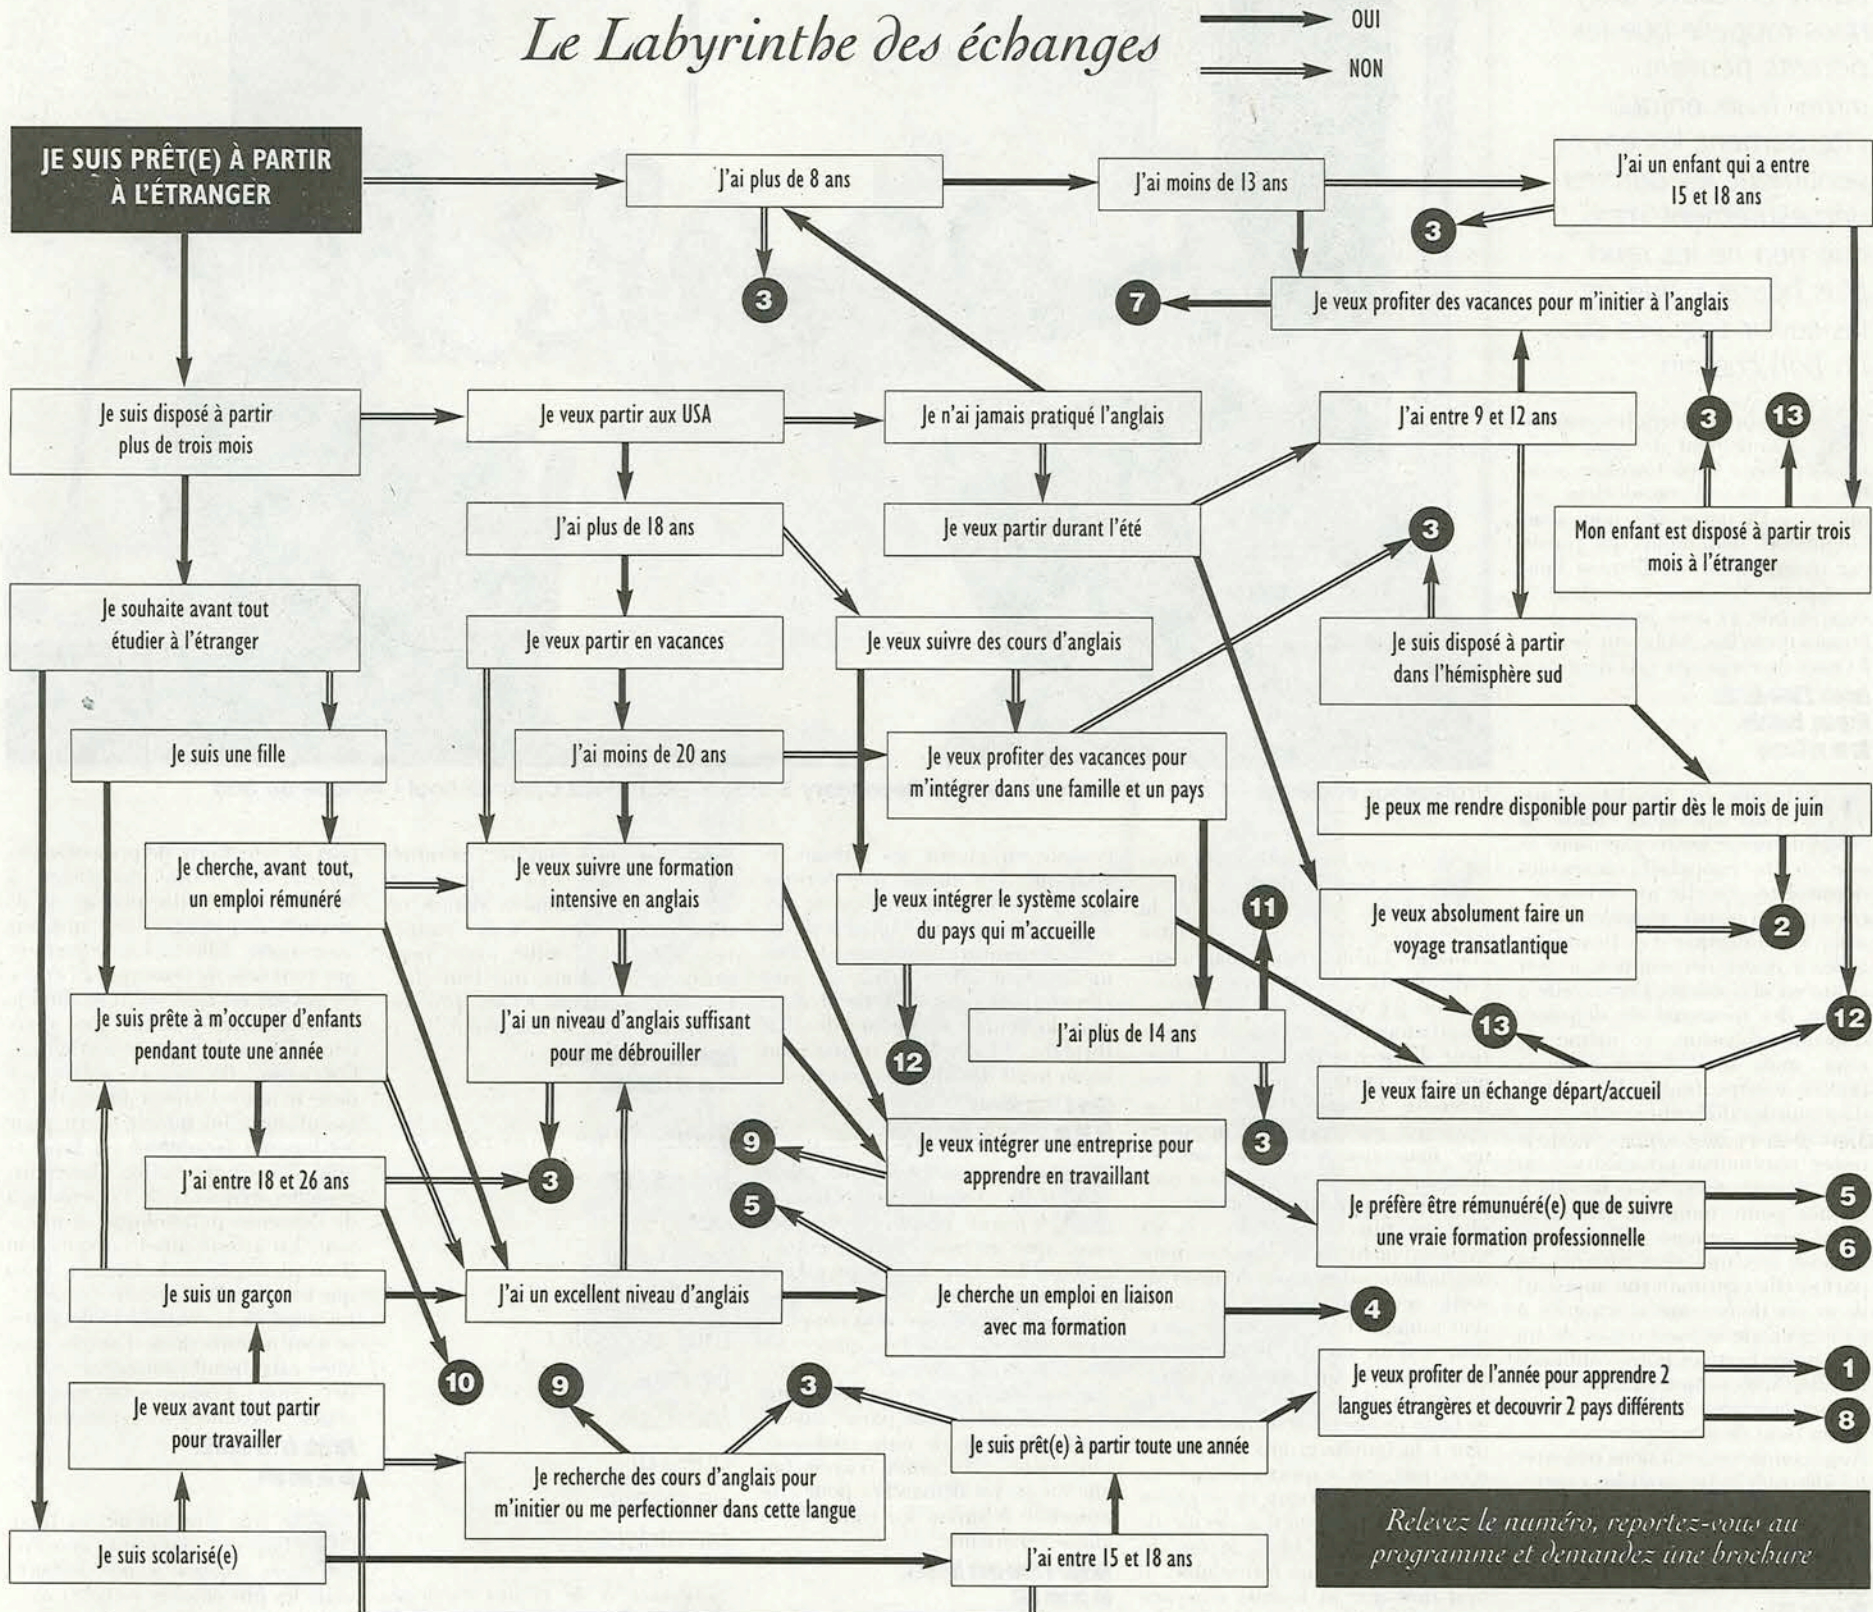 Le Labyrinthe des échanges
OUI
NON
JE SUIS PRÊT(E) À PARTIR
À L'ÉTRANGER
J'ai plus de 8 ans
J'ai moins de 13 ans
J'ai un enfant qui a entre
15 et 18 ans
3
3
7
Je veux profiter des vacances pour m'initier à l'anglais
Je suis disposé à partir
plus de trois mois
Je veux partir aux USA
Je n'ai jamais pratiqué l'anglais
J'ai entre 9 et 12 ans
3
13
J'ai plus de 18 ans
Je veux partir durant l'été
3
Mon enfant est disposé à partir trois
mois à l'étranger
Je souhaite avant tout
étudier à l'étranger
Je veux partir en vacances
Je veux suivre des cours d'anglais
Je suis disposé à partir
dans l'hémisphère sud
Je suis une fille
J'ai moins de 20 ans
Je veux profiter des vacances pour
m'intégrer dans une famille et un pays
Je peux me rendre disponible pour partir dès le mois de juin
Je cherche, avant tout,
un emploi rémunéré
Je veux suivre une formation
intensive en anglais
Je veux intégrer le système scolaire
du pays qui m'accueille
11
Je veux absolument faire un
voyage transatlantique
2
Je suis prête à m'occuper d'enfants
pendant toute une année
J'ai un niveau d'anglais suffisant
pour me débrouiller
12
J'ai plus de 14 ans
13
12
Je veux faire un échange départ/accueil
9
Je veux intégrer une entreprise pour
apprendre en travaillant
3
J'ai entre 18 et 26 ans
3
5
Je préfère être rémunuéré(e) que de suivre
une vraie formation professionnelle
5
6
Je suis un garçon
J'ai un excellent niveau d'anglais
Je cherche un emploi en liaison
avec ma formation
4
10
9
3
Je veux profiter de l'année pour apprendre 2
langues étrangères et decouvrir 2 pays différents
1
8
Je veux avant tout partir
pour travailler
Je suis prêt(e) à partir toute une année
Je recherche des cours d'anglais pour
m'initier ou me perfectionner dans cette langue
Je suis scolarisé(e)
J'ai entre 15 et 18 ans
Relevez le numéro, reportez-vous au
programme et demandez une brochure